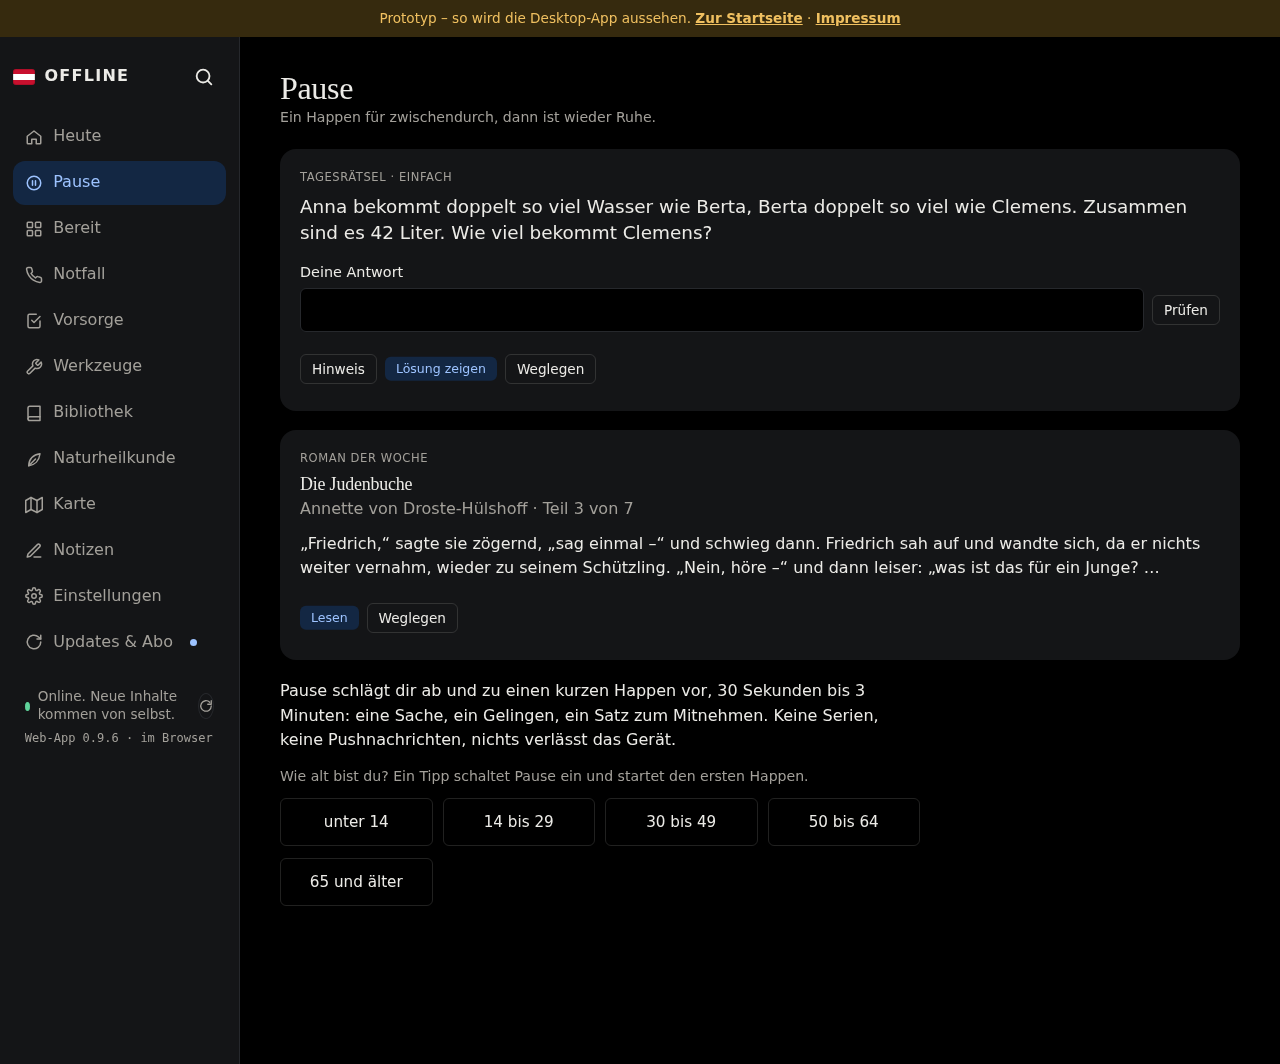 Prototyp – so wird die Desktop-App aussehen. Zur Startseite · Impressum
OFFLINE
Heute
Pause
Bereit
Notfall
Vorsorge
Werkzeuge
Bibliothek
Naturheilkunde
Karte
Notizen
Einstellungen
Updates & Abo
Online. Neue Inhalte
kommen von selbst.
Web-App 0.9.6 · im Browser
Pause
Ein Happen für zwischendurch, dann ist wieder Ruhe.
TAGESRÄTSEL · EINFACH
Anna bekommt doppelt so viel Wasser wie Berta, Berta doppelt so viel wie Clemens. Zusammen
sind es 42 Liter. Wie viel bekommt Clemens?
Deine Antwort
Prüfen
Hinweis Lösung zeigen Weglegen
ROMAN DER WOCHE
Die Judenbuche
Annette von Droste-Hülshoff · Teil 3 von 7
„Friedrich,“ sagte sie zögernd, „sag einmal –“ und schwieg dann. Friedrich sah auf und wandte sich, da er nichts
weiter vernahm, wieder zu seinem Schützling. „Nein, höre –“ und dann leiser: „was ist das für ein Junge? …
Lesen Weglegen
Pause schlägt dir ab und zu einen kurzen Happen vor, 30 Sekunden bis 3
Minuten: eine Sache, ein Gelingen, ein Satz zum Mitnehmen. Keine Serien,
keine Pushnachrichten, nichts verlässt das Gerät.
Wie alt bist du? Ein Tipp schaltet Pause ein und startet den ersten Happen.
unter 14 14 bis 29 30 bis 49 50 bis 64
65 und älter